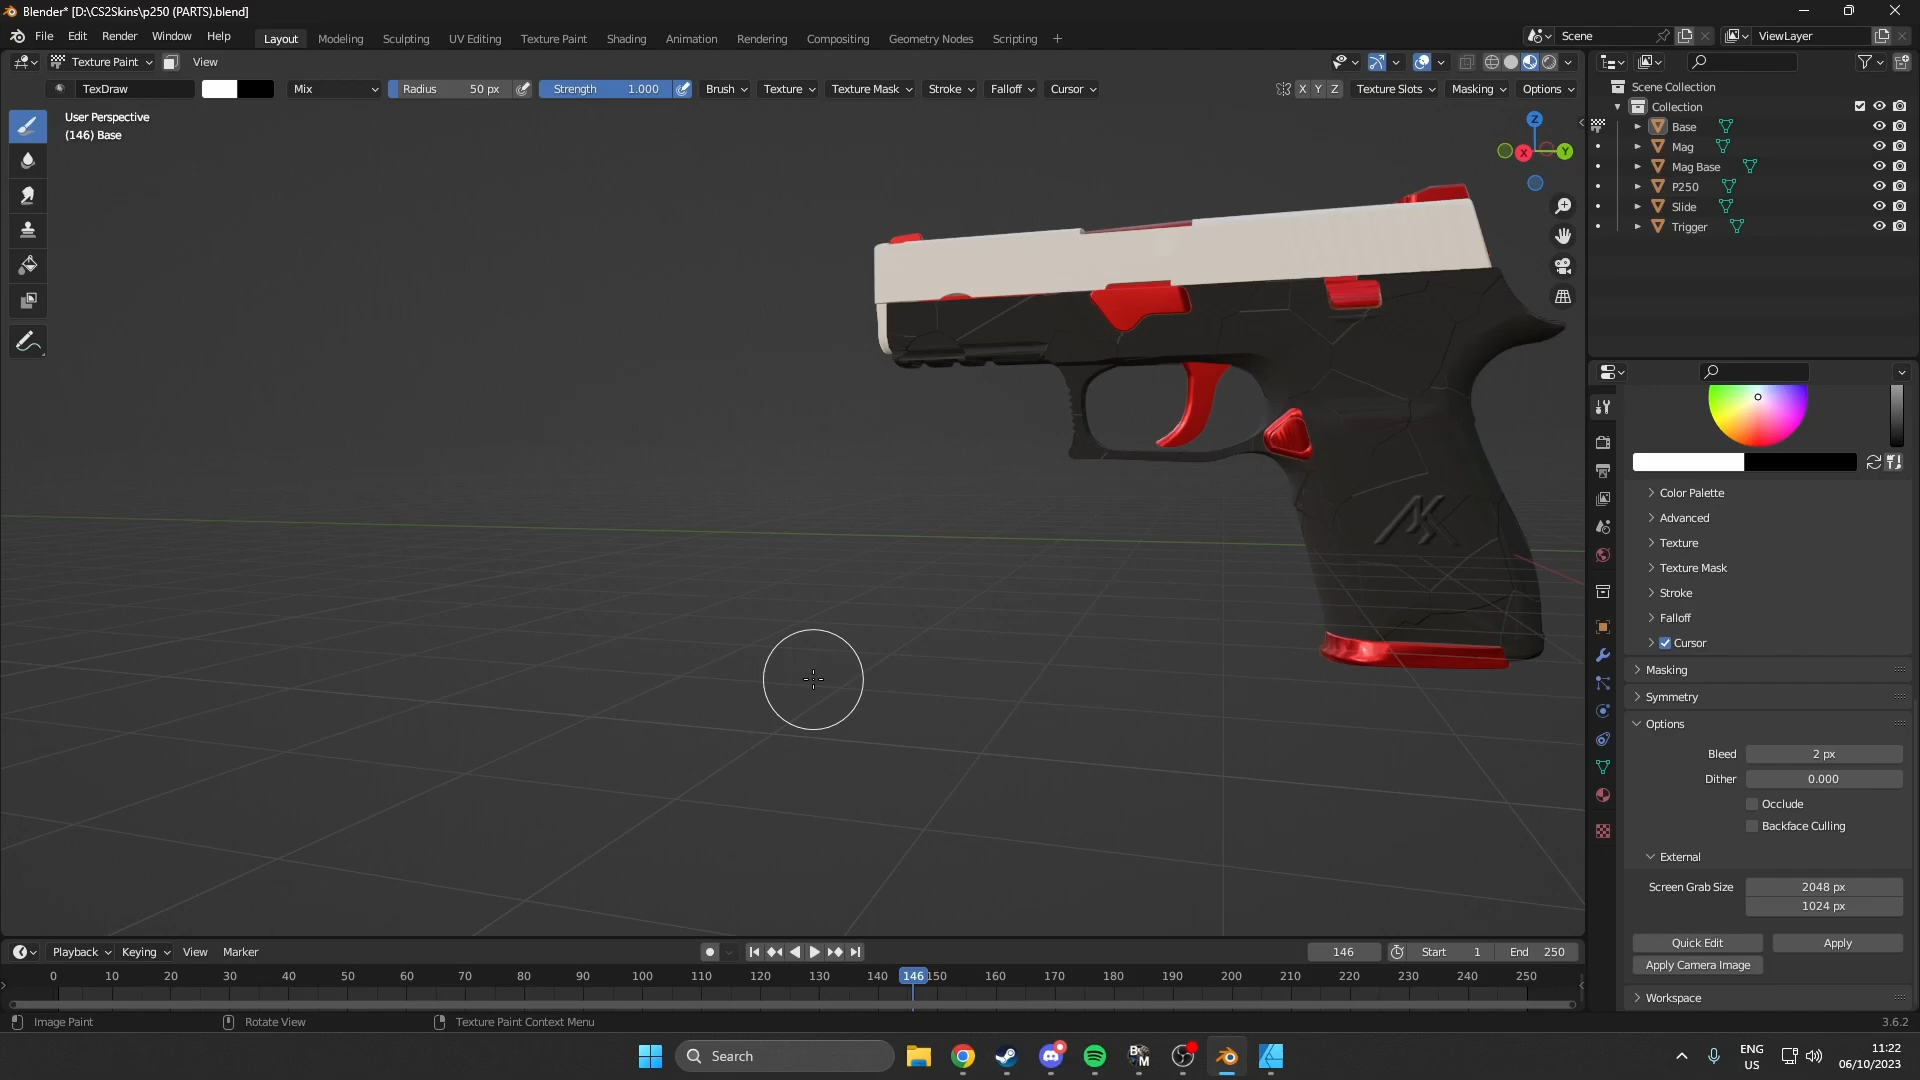 Blender* [D:\CS2Skins\p250 (PARTS).blend]
File Edit Render Window Help Layout Modeling Sculpting UV Editing Texture Paint Shading Animation Rendering Compositing Geometry Nodes Scripting + Scene ViewLayer
Texture Paint View
TexDraw Mix Radius 50 px Strength 1.000 Brush Texture Texture Mask Stroke Falloff Cursor X Y Z Texture Slots Masking Options
User Perspective
(146) Base
Z
X
Y
Scene Collection
Collection
Base
Mag
Mag Base
P250
Slide
Trigger
Color Palette
Advanced
Texture
Texture Mask
Stroke
Falloff
Cursor
Masking
Symmetry
Options
Bleed 2 px
Dither 0.000
Occlude
Backface Culling
External
Screen Grab Size 2048 px
1024 px
Quick Edit Apply
Apply Camera Image
Workspace
Playback Keying View Marker 146 Start 1 End 250
0 10 20 30 40 50 60 70 80 90 100 110 120 130 140 146 150 160 170 180 190 200 210 220 230 240 250
Image Paint Rotate View Texture Paint Context Menu 3.6.2
Search
ENG
US
11:22
06/10/2023